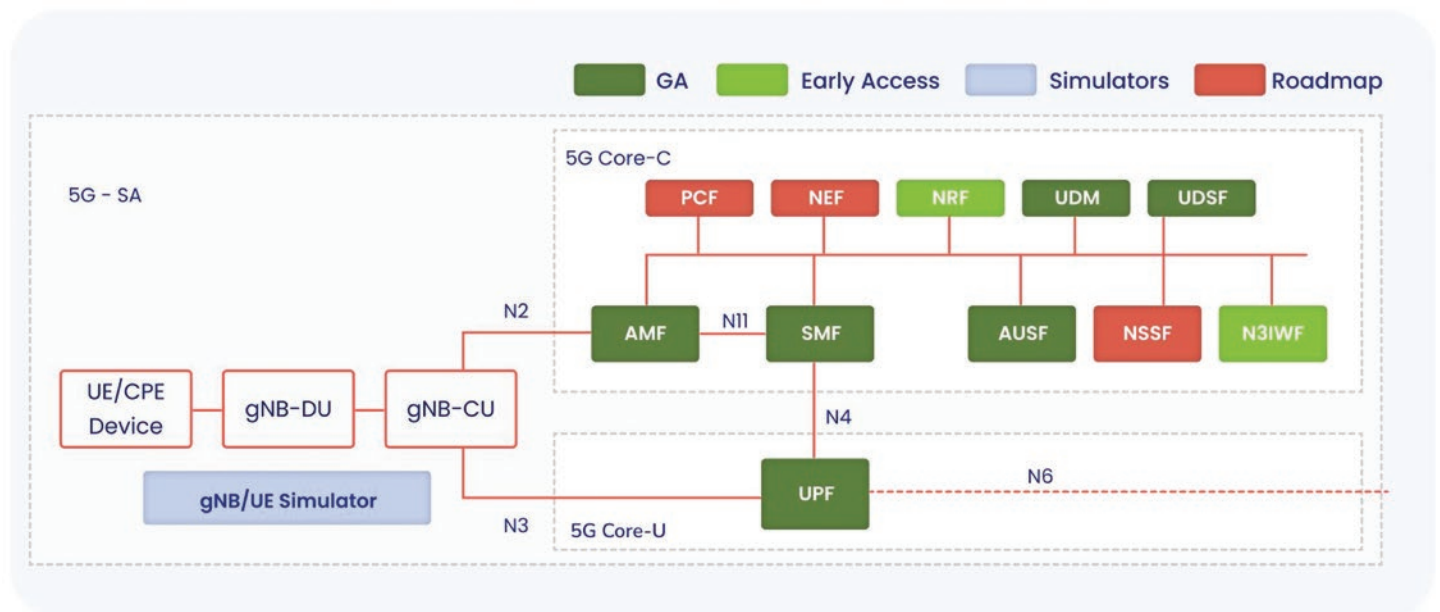 GA
Early Access
Simulators
Roadmap
5G Core-C
5G - SA
PCF
NEF
NRF
UDM
UDSF
N2
AMF
N11
SMF
AUSF
NSSF
N3IWF
UE/CPE
Device
gNB-DU
gNB-CU
N4
gNB/UE Simulator
UPF
N6
N3
5G Core-U